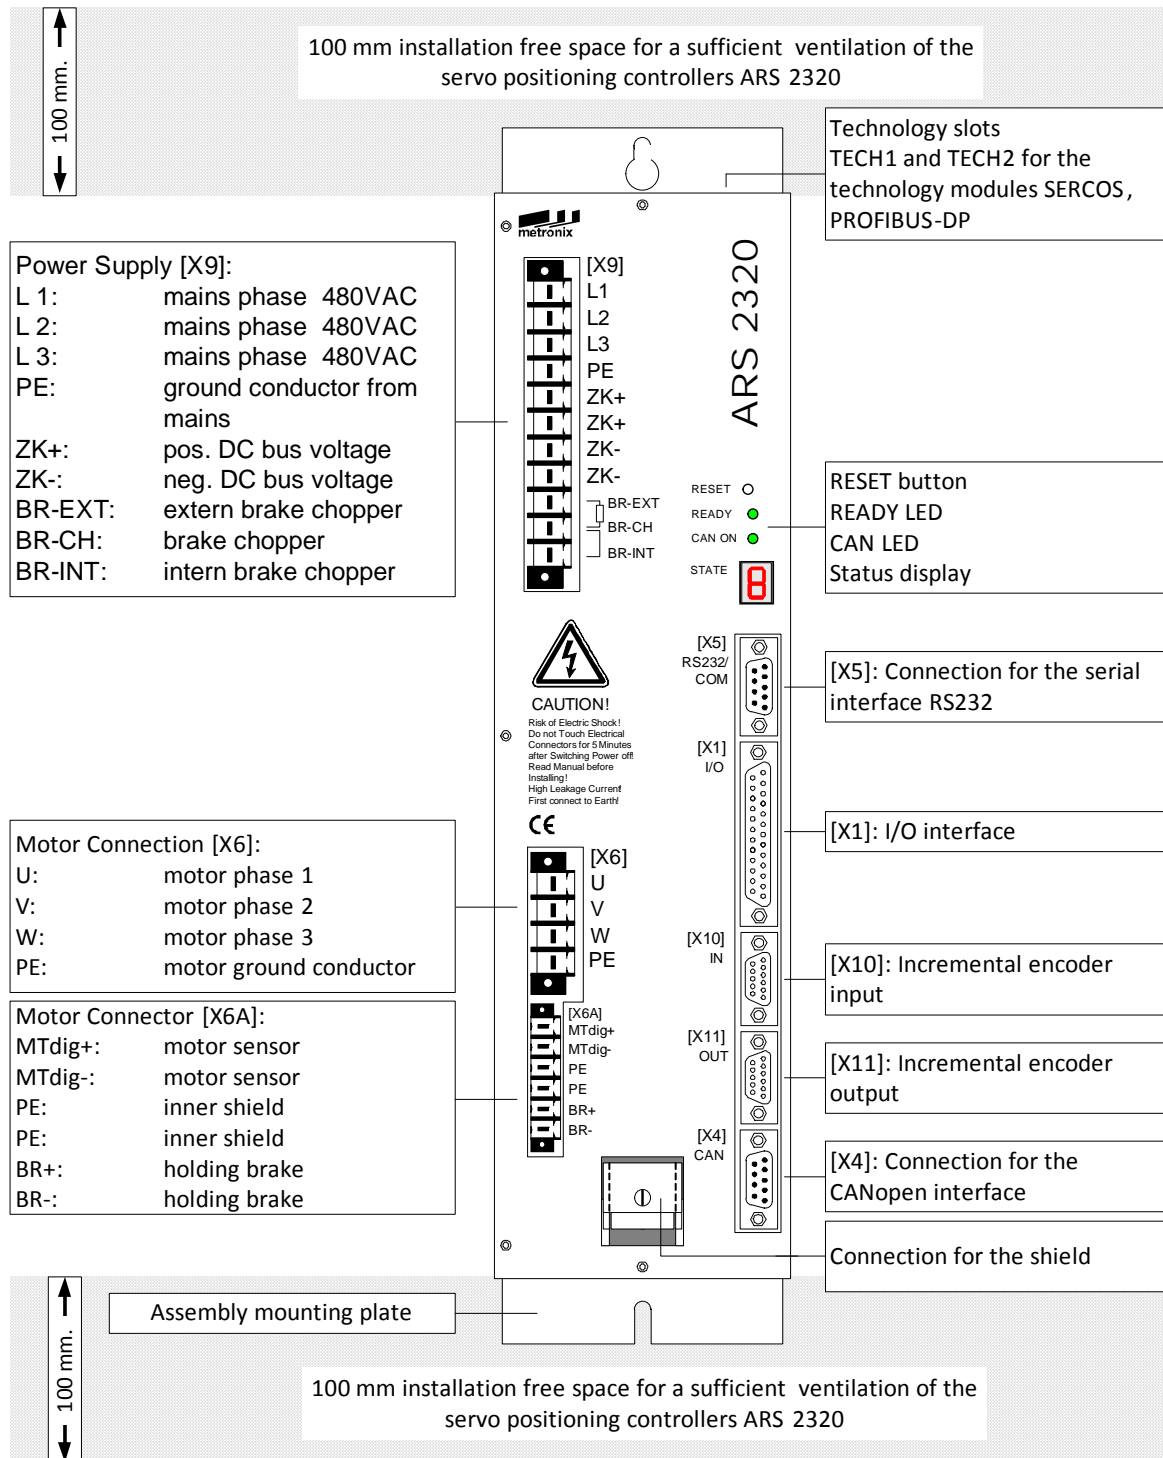 100 mm.
100 mm installation free space for a sufficient ventilation of the
servo positioning controllers ARS 2320
Technology slots
TECH1 and TECH2 for the
technology modules SERCOS,
PROFIBUS-DP
Power Supply [X9]:
L 1: mains phase 480VAC
L 2: mains phase 480VAC
L 3: mains phase 480VAC
PE: ground conductor from
mains
ZK+: pos. DC bus voltage
ZK-: neg. DC bus voltage
BR-EXT: extern brake chopper
BR-CH: brake chopper
BR-INT: intern brake chopper
metronix
ARS 2320
[X9]
L1
L2
L3
PE
ZK+
ZK+
ZK-
ZK-
BR-EXT
BR-CH
BR-INT
RESET
READY
CAN ON
STATE
8
RESET button
READY LED
CAN LED
Status display
CAUTION!
Risk of Electric Shock!
Do not Touch Electrical
Connectors for 5 Minutes
after Switching Power off!
Read Manual before
Installing!
High Leakage Current!
First connect to Earth!
CE
[X5]
RS232/
COM
[X5]: Connection for the serial
interface RS232
[X1]
I/O
[X1]: I/O interface
Motor Connection [X6]:
U: motor phase 1
V: motor phase 2
W: motor phase 3
PE: motor ground conductor
[X6]
U
V
W
PE
[X10]
IN
[X10]: Incremental encoder
input
Motor Connector [X6A]:
MTdig+: motor sensor
MTdig-: motor sensor
PE: inner shield
PE: inner shield
BR+: holding brake
BR-: holding brake
[X6A]
MTdig+
MTdig-
PE
PE
BR+
BR-
[X11]
OUT
[X11]: Incremental encoder
output
[X4]
CAN
[X4]: Connection for the
CANopen interface
Connection for the shield
Assembly mounting plate
100 mm.
100 mm installation free space for a sufficient ventilation of the
servo positioning controllers ARS 2320